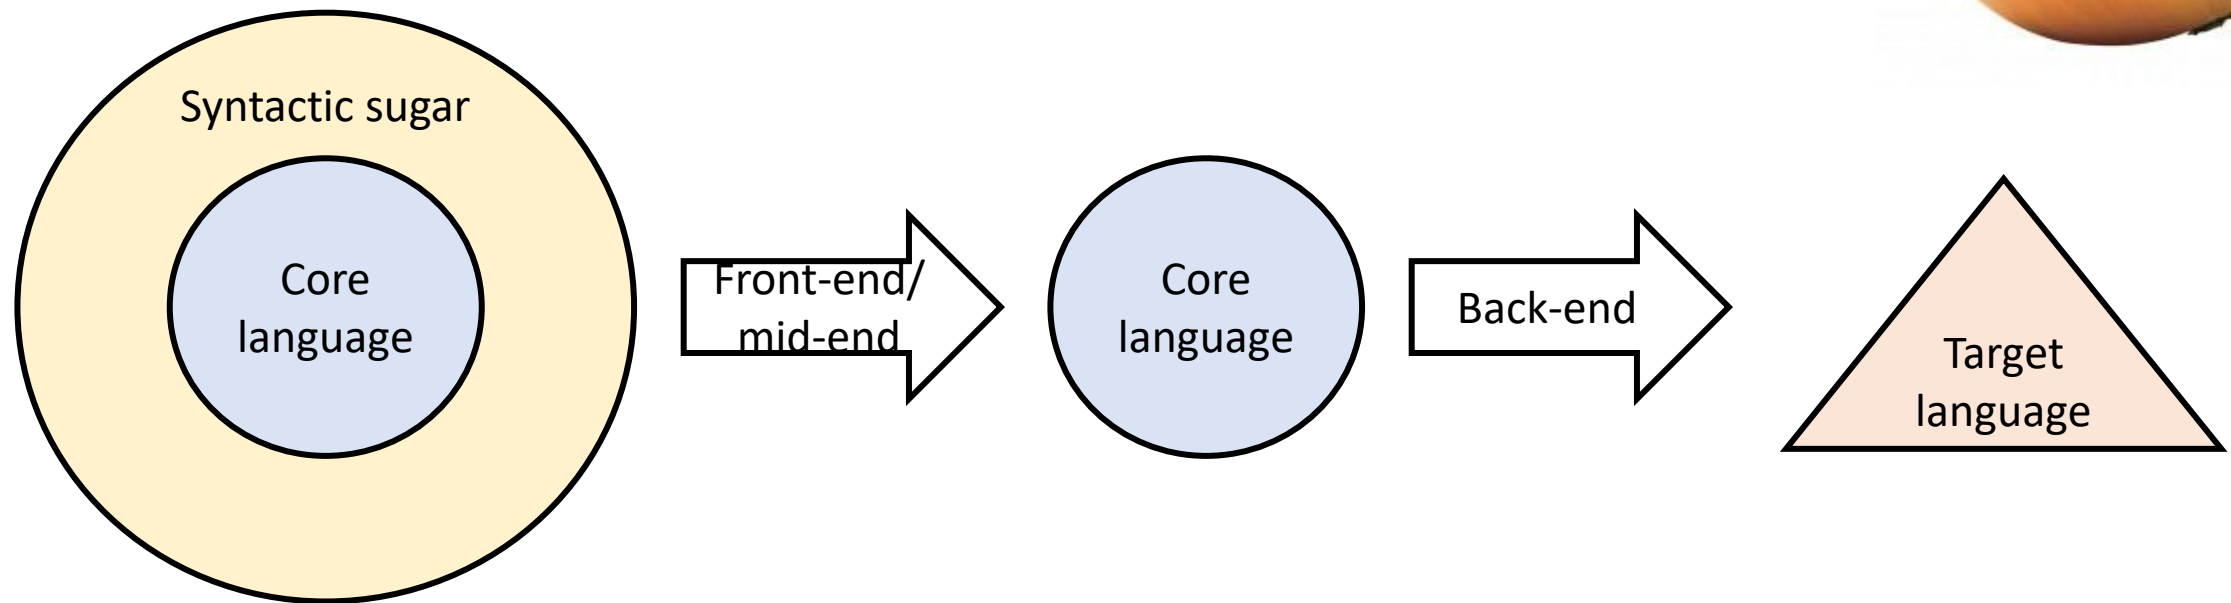 Syntactic sugar
Core
language
Front-end/
mid-end
Core
language
Back-end
Target
language